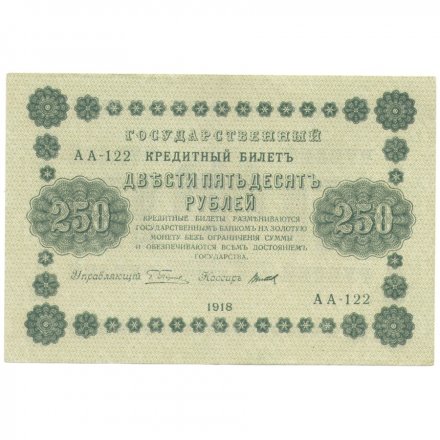 ГОСУДАРСТВЕННЫЙ
АА-122 КРЕДИТНЫЙ БИЛЕТЪ
ДВѢСТИ ПЯТЬДЕСЯТЪ
РУБЛЕЙ
250 250
КРЕДИТНЫЕ БИЛЕТЫ РАЗМѢНИВАЮТСЯ
ГОСУДАРСТВЕННЫМЪ БАНКОМЪ НА ЗОЛОТУЮ
МОНЕТУ БЕЗЪ ОГРАНИЧЕНІЯ СУММЫ
И ОБЕЗПЕЧИВАЮТСЯ ВСѢМЪ ДОСТОЯНІЕМЪ
ГОСУДАРСТВА.
Управляющій Кассиръ
1918
АА-122